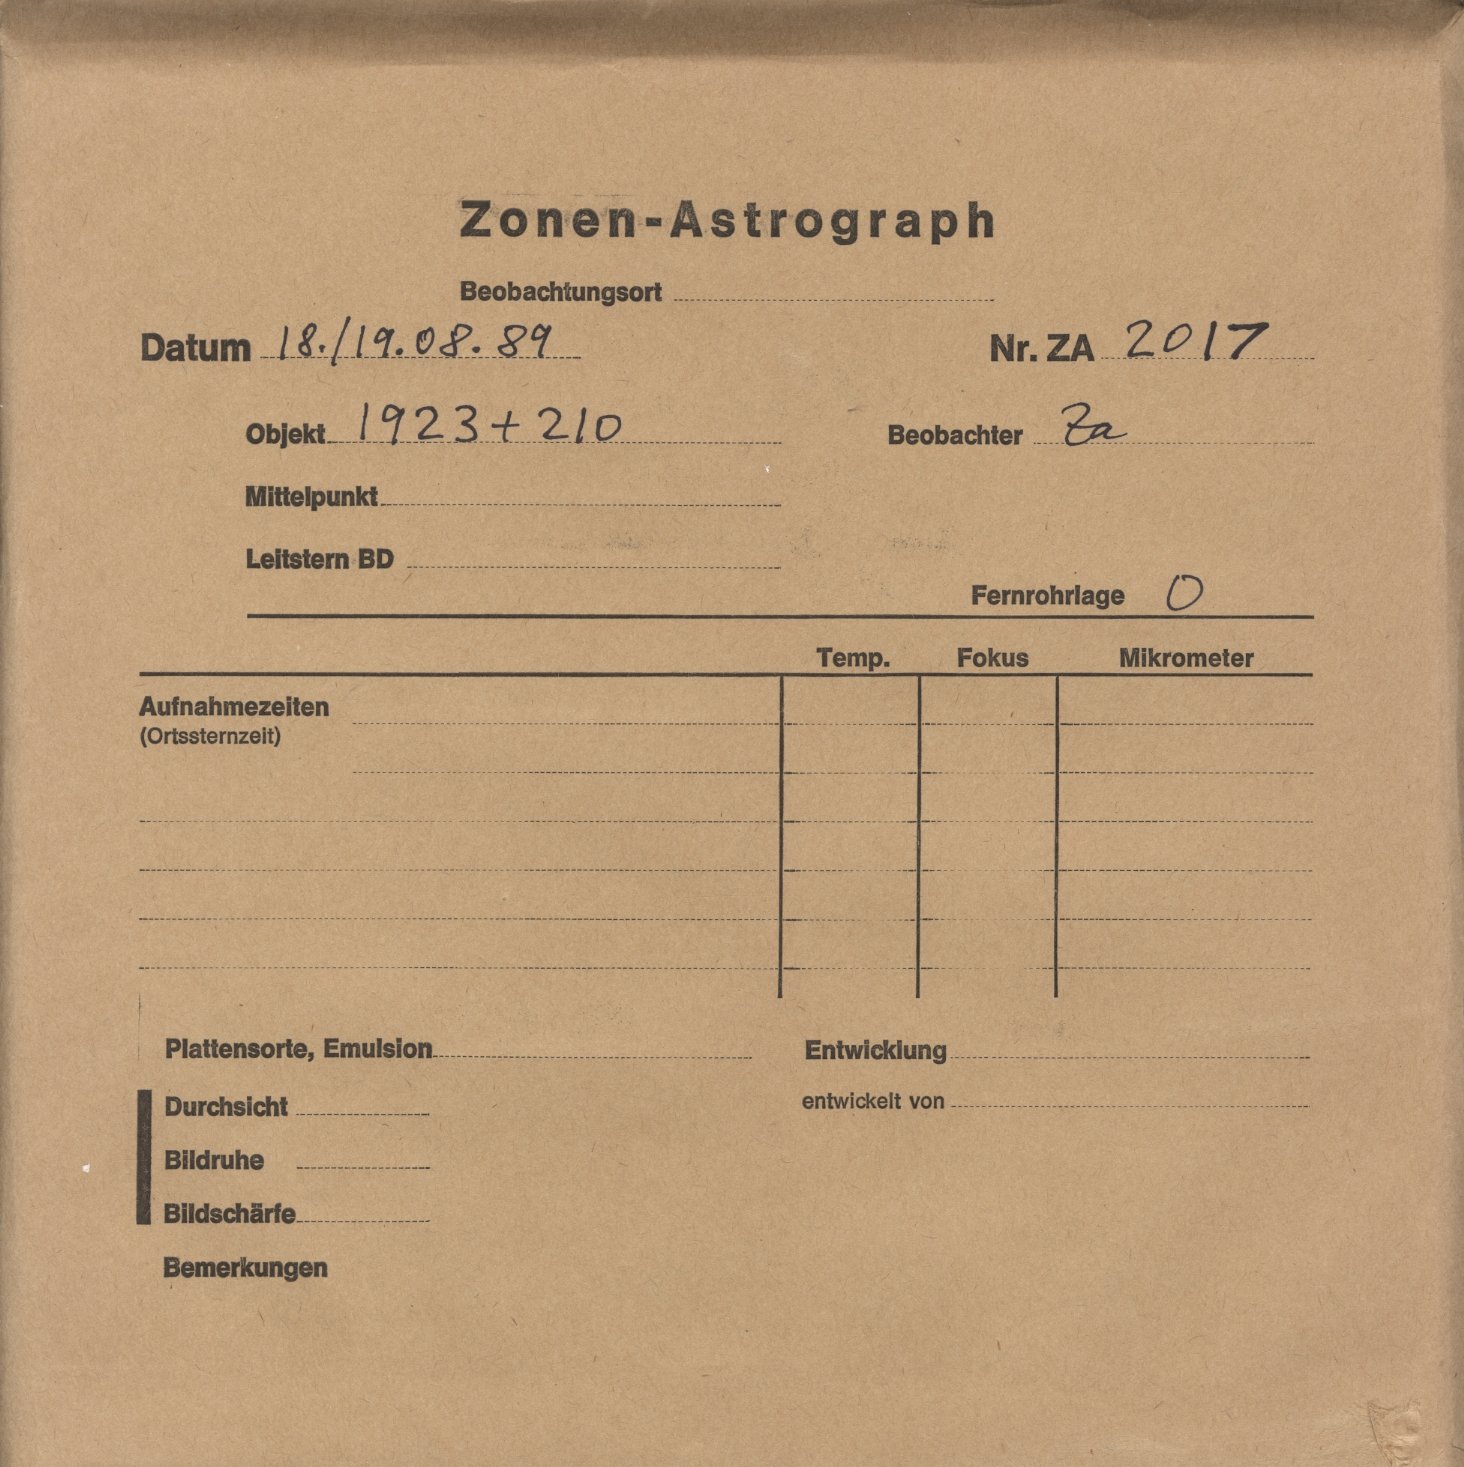 Zonen-Astrograph
Beobachtungsort
Datum 18./19.08.89 Nr. ZA 2017
Objekt 1923+210 Beobachter Za
Mittelpunkt
Leitstern BD
Fernrohrlage O
Temp. Fokus Mikrometer
Aufnahmezeiten
(Ortssternzeit)
Plattensorte, Emulsion Entwicklung
Durchsicht entwickelt von
Bildruhe
Bildschärfe
Bemerkungen